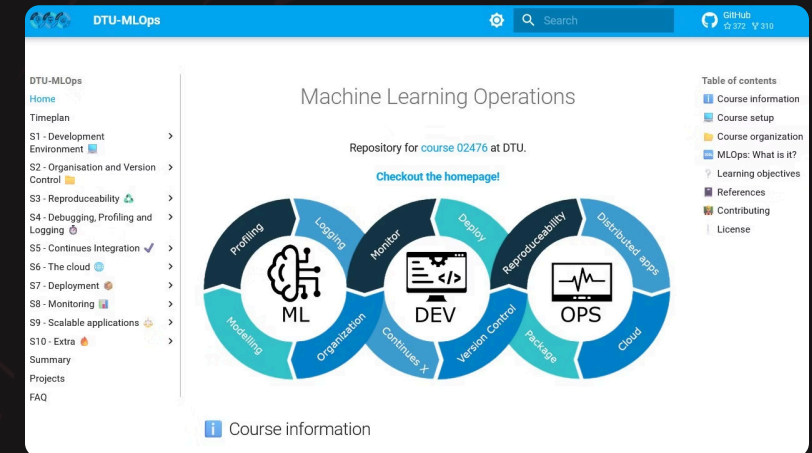 DTU-MLOps
Search
GitHub
372 310
DTU-MLOps
Home
Timeplan
S1 - Development
Environment
S2 - Organisation and Version
Control
S3 - Reproduceability
S4 - Debugging, Profiling and
Logging
S5 - Continues Integration
S6 - The cloud
S7 - Deployment
S8 - Monitoring
S9 - Scalable applications
S10 - Extra
Summary
Projects
FAQ
Machine Learning Operations
Repository for course 02476 at DTU.
Checkout the homepage!
Profiling
Logging
Monitor
Deploy
Reproduceability
Distributed apps
ML
DEV
OPS
Modelling
Organization
Continues X
Version Control
Package
Cloud
Course information
Table of contents
Course information
Course setup
Course organization
MLOps: What is it?
Learning objectives
References
Contributing
License